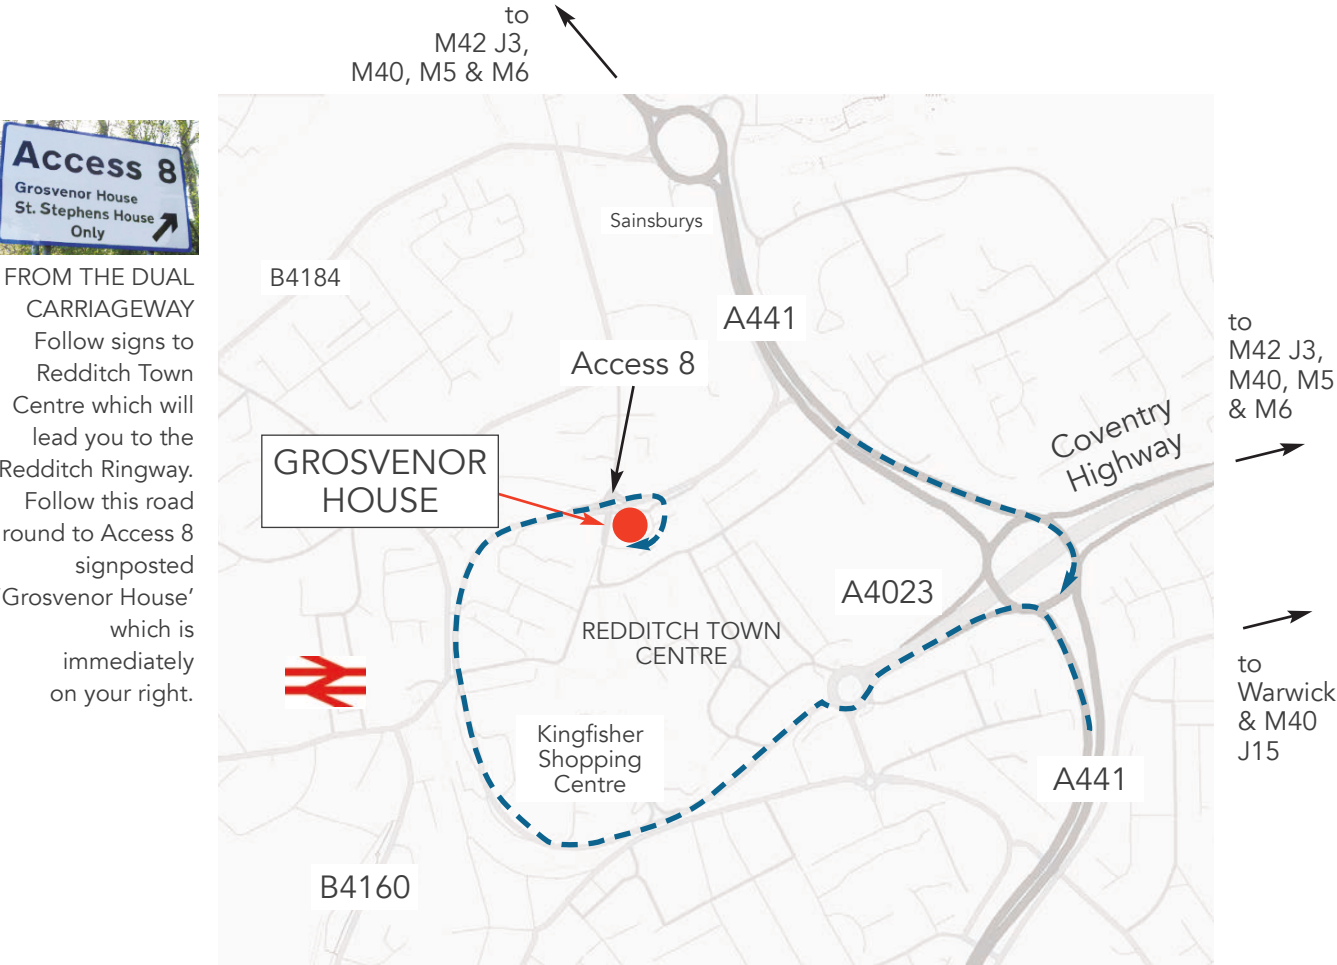 to
M42 J3,
M40, M5 & M6
Access 8
Grosvenor House
St. Stephens House
Only
FROM THE DUAL
CARRIAGEWAY
Follow signs to
Redditch Town
Centre which will
lead you to the
Redditch Ringway.
Follow this road
round to Access 8
signposted
‘Grosvenor House’
which is
immediately
on your right.
Sainsburys
B4184
A441
Access 8
GROSVENOR
HOUSE
Coventry
Highway
to
M42 J3,
M40, M5
& M6
A4023
REDDITCH TOWN
CENTRE
Kingfisher
Shopping
Centre
to
Warwick
& M40
J15
A441
B4160